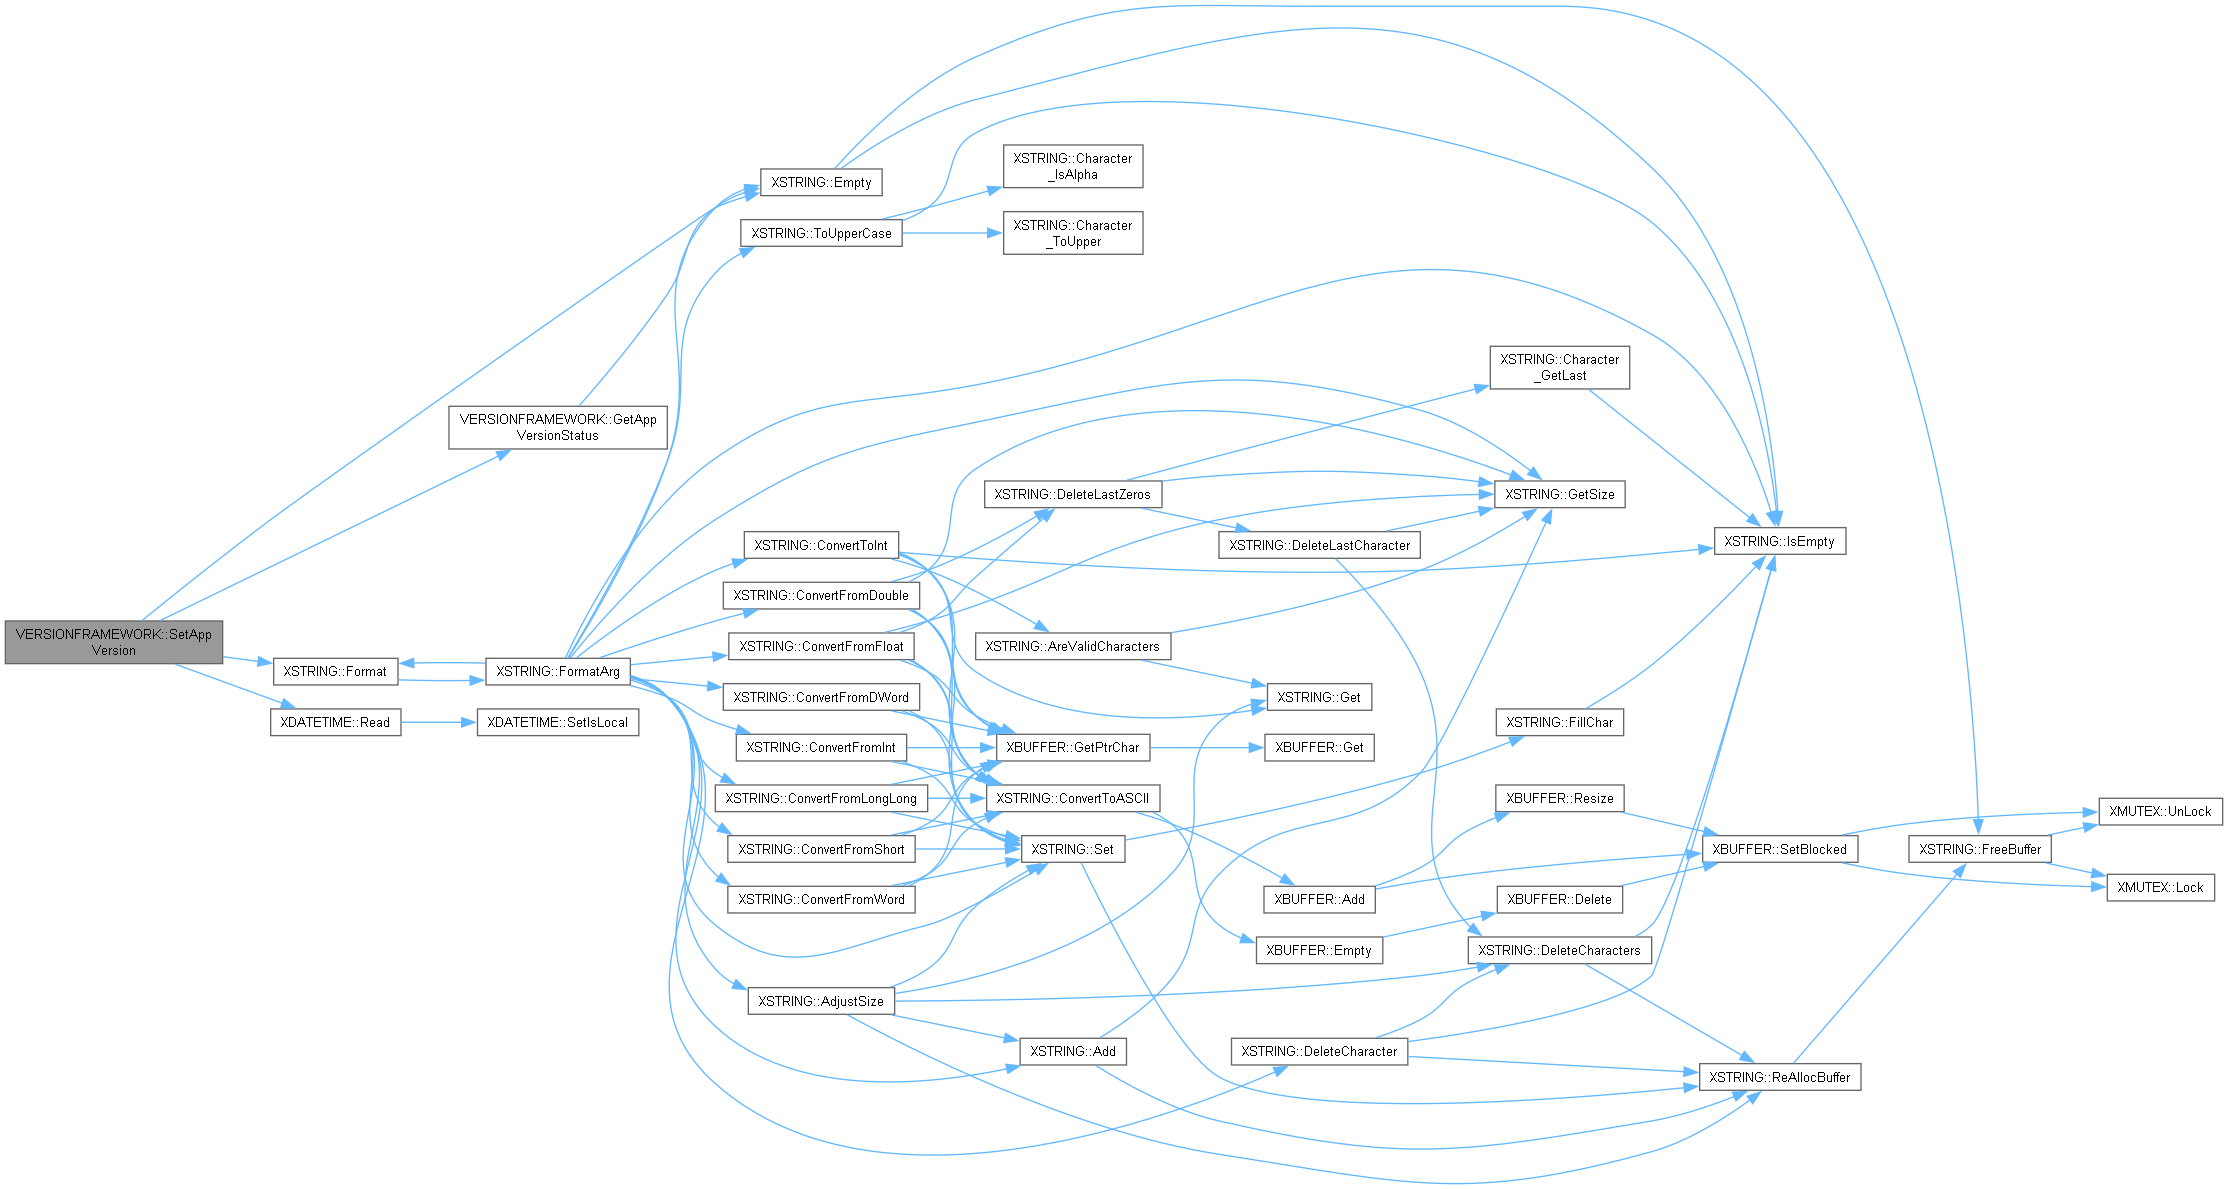 XSTRING::Empty
XSTRING::Character
_IsAlpha
XSTRING::ToUpperCase
XSTRING::Character
_ToUpper
XSTRING::Character
_GetLast
VERSIONFRAMEWORK::GetApp
VersionStatus
XSTRING::DeleteLastZeros
XSTRING::GetSize
XSTRING::ConvertToInt
XSTRING::DeleteLastCharacter
XSTRING::IsEmpty
XSTRING::ConvertFromDouble
VERSIONFRAMEWORK::SetApp
Version
XSTRING::ConvertFromFloat
XSTRING::AreValidCharacters
XSTRING::Format
XSTRING::FormatArg
XSTRING::ConvertFromDWord
XSTRING::Get
XDATETIME::Read
XDATETIME::SetIsLocal
XSTRING::FillChar
XSTRING::ConvertFromInt
XBUFFER::GetPtrChar
XBUFFER::Get
XSTRING::ConvertFromLongLong
XSTRING::ConvertToASCII
XBUFFER::Resize
XMUTEX::UnLock
XSTRING::ConvertFromShort
XSTRING::Set
XBUFFER::SetBlocked
XSTRING::FreeBuffer
XSTRING::ConvertFromWord
XBUFFER::Add
XBUFFER::Delete
XMUTEX::Lock
XBUFFER::Empty
XSTRING::DeleteCharacters
XSTRING::AdjustSize
XSTRING::Add
XSTRING::DeleteCharacter
XSTRING::ReAllocBuffer